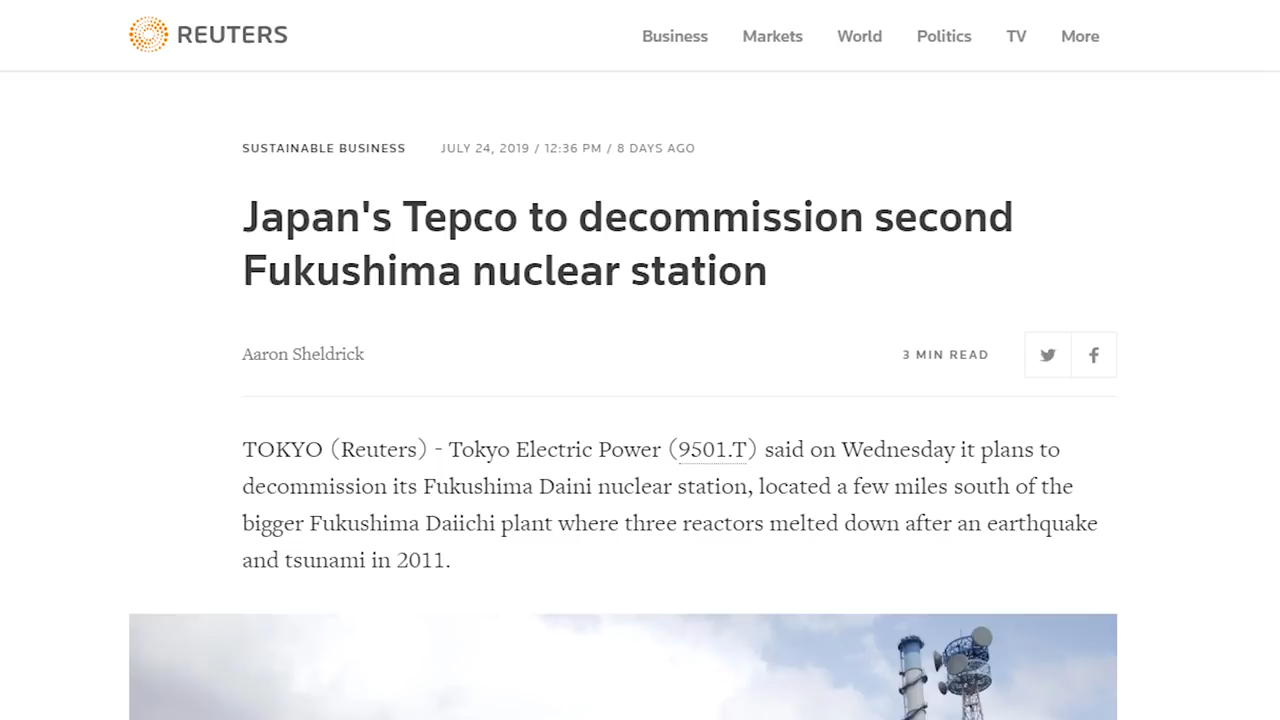 REUTERS
Business Markets World Politics TV More
SUSTAINABLE BUSINESS JULY 24, 2019 / 12:36 PM / 8 DAYS AGO
Japan's Tepco to decommission second
Fukushima nuclear station
Aaron Sheldrick
3 MIN READ
TOKYO (Reuters) - Tokyo Electric Power (9501.T) said on Wednesday it plans to
decommission its Fukushima Daini nuclear station, located a few miles south of the
bigger Fukushima Daiichi plant where three reactors melted down after an earthquake
and tsunami in 2011.